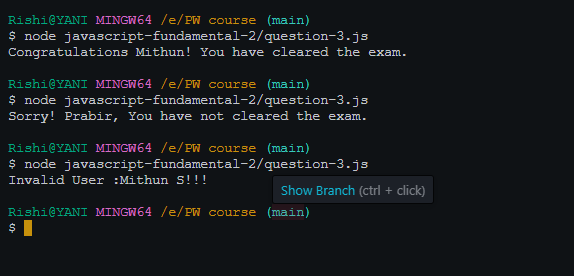 Rishi@YANI MINGW64 /e/PW course (main)
$ node javascript-fundamental-2/question-3.js
Congratulations Mithun! You have cleared the exam.
Rishi@YANI MINGW64 /e/PW course (main)
$ node javascript-fundamental-2/question-3.js
Sorry! Prabir, You have not cleared the exam.
Rishi@YANI MINGW64 /e/PW course (main)
$ node javascript-fundamental-2/question-3.js
Invalid User :Mithun S!!!
Show Branch (ctrl + click)
Rishi@YANI MINGW64 /e/PW course (main)
$